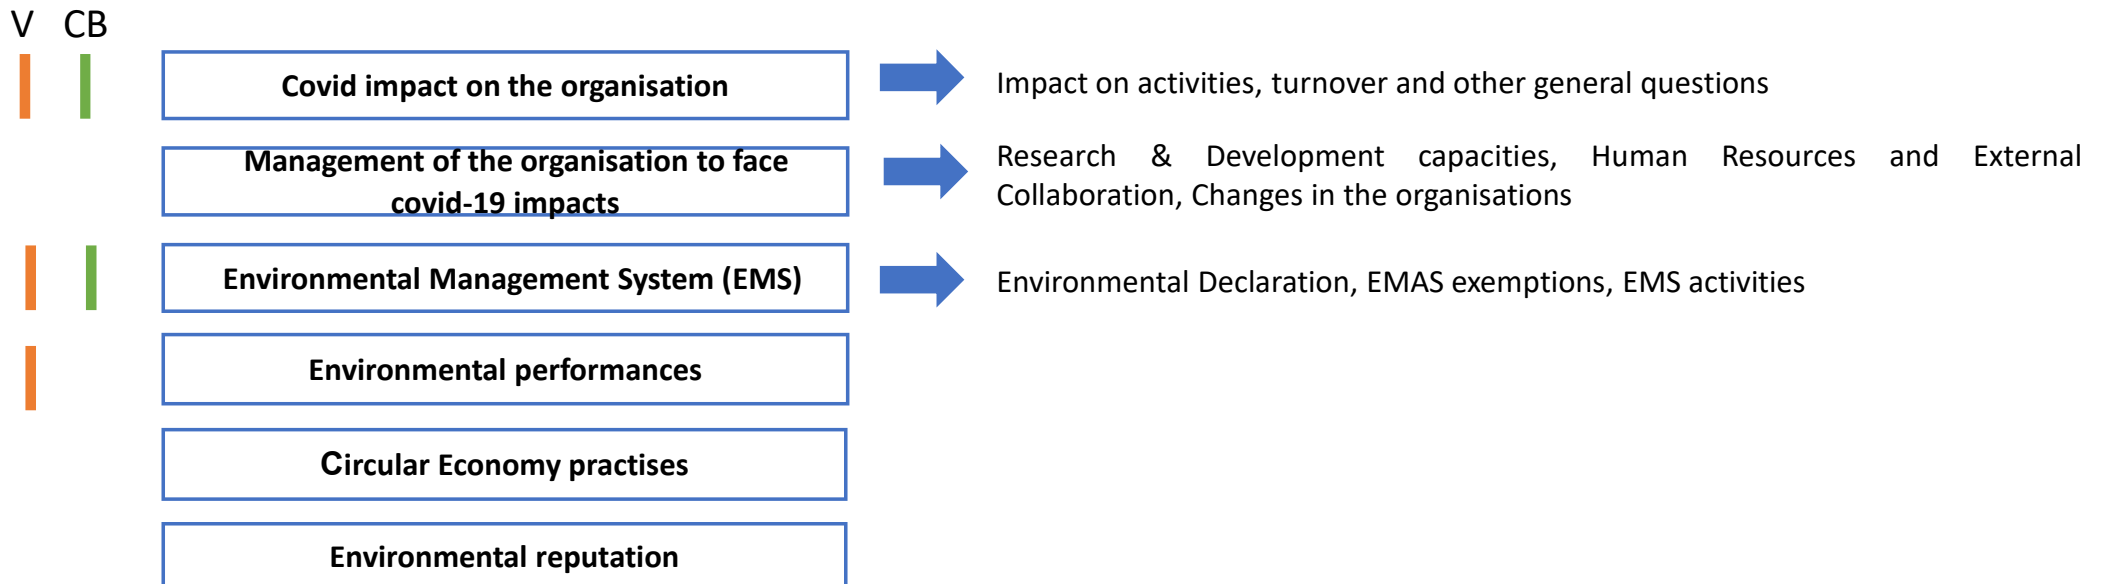 V CB
Covid impact on the organisation
Impact on activities, turnover and other general questions
Management of the organisation to face
covid-19 impacts
Research & Development capacities, Human Resources and External
Collaboration, Changes in the organisations
Environmental Management System (EMS)
Environmental Declaration, EMAS exemptions, EMS activities
Environmental performances
Circular Economy practises
Environmental reputation